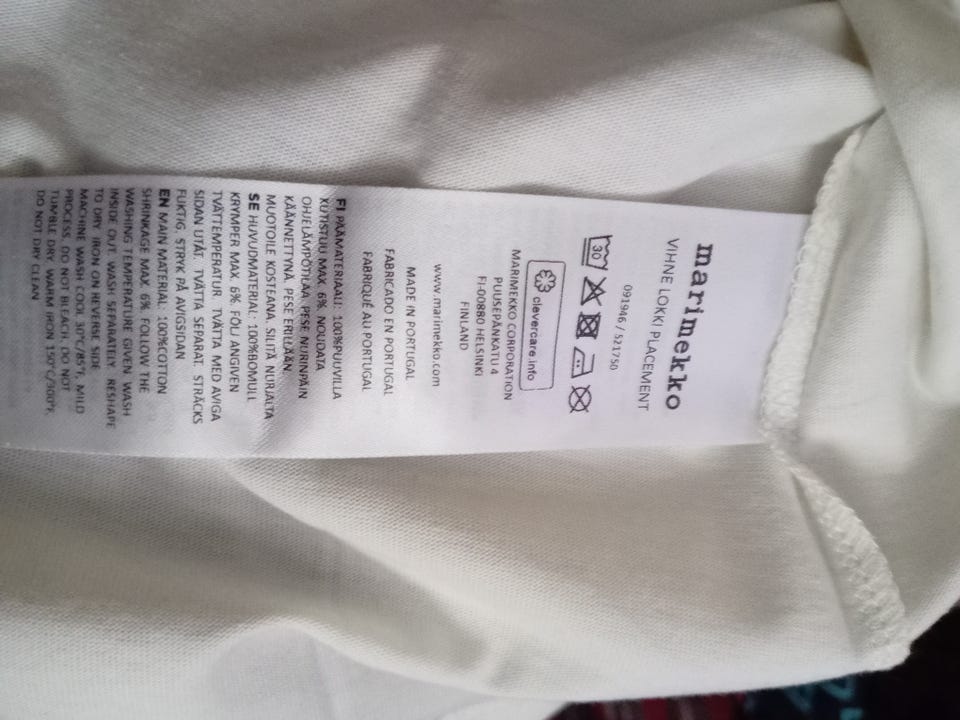 marimekko
VIHNE LOKKI PLACEMENT
091946 / 521750
30
clevercare.info
MARIMEKKO CORPORATION
PUUSEPÄNKATU 4
FI-00880 HELSINKI
FINLAND
www.marimekko.com
MADE IN PORTUGAL
FABRICADO EN PORTUGAL
FABRIQUÉ AU PORTUGAL
FI PÄÄMATERIAALI: 100%PUUVILLA
KUTISTUU MAX. 6%. NOUDATA
OHJELÄMPÖTILAA. PESE NURINPÄIN
KÄÄNNETTYNÄ. PESE ERILLÄÄN.
MUOTOILE KOSTEANA. SILITÄ NURJALTA
SE HUVUDMATERIAL: 100%BOMULL
KRYMPER MAX. 6%. FÖLJ ANGIVEN
TVÄTTEMPERATUR. TVÄTTA MED AVIGA
SIDAN UTÅT. TVÄTTA SEPARAT. STRÄCKS
FUKTIG. STRYK PÅ AVIGSIDAN
EN MAIN MATERIAL: 100%COTTON
SHRINKAGE MAX. 6%. FOLLOW THE
WASHING TEMPERATURE GIVEN. WASH
INSIDE OUT. WASH SEPARATELY. RESHAPE
TO DRY. IRON ON REVERSE SIDE
MACHINE WASH COOL 30°C/85°F, MILD
PROCESS. DO NOT BLEACH. DO NOT
TUMBLE DRY. WARM IRON 150°C/300°F.
DO NOT DRY CLEAN